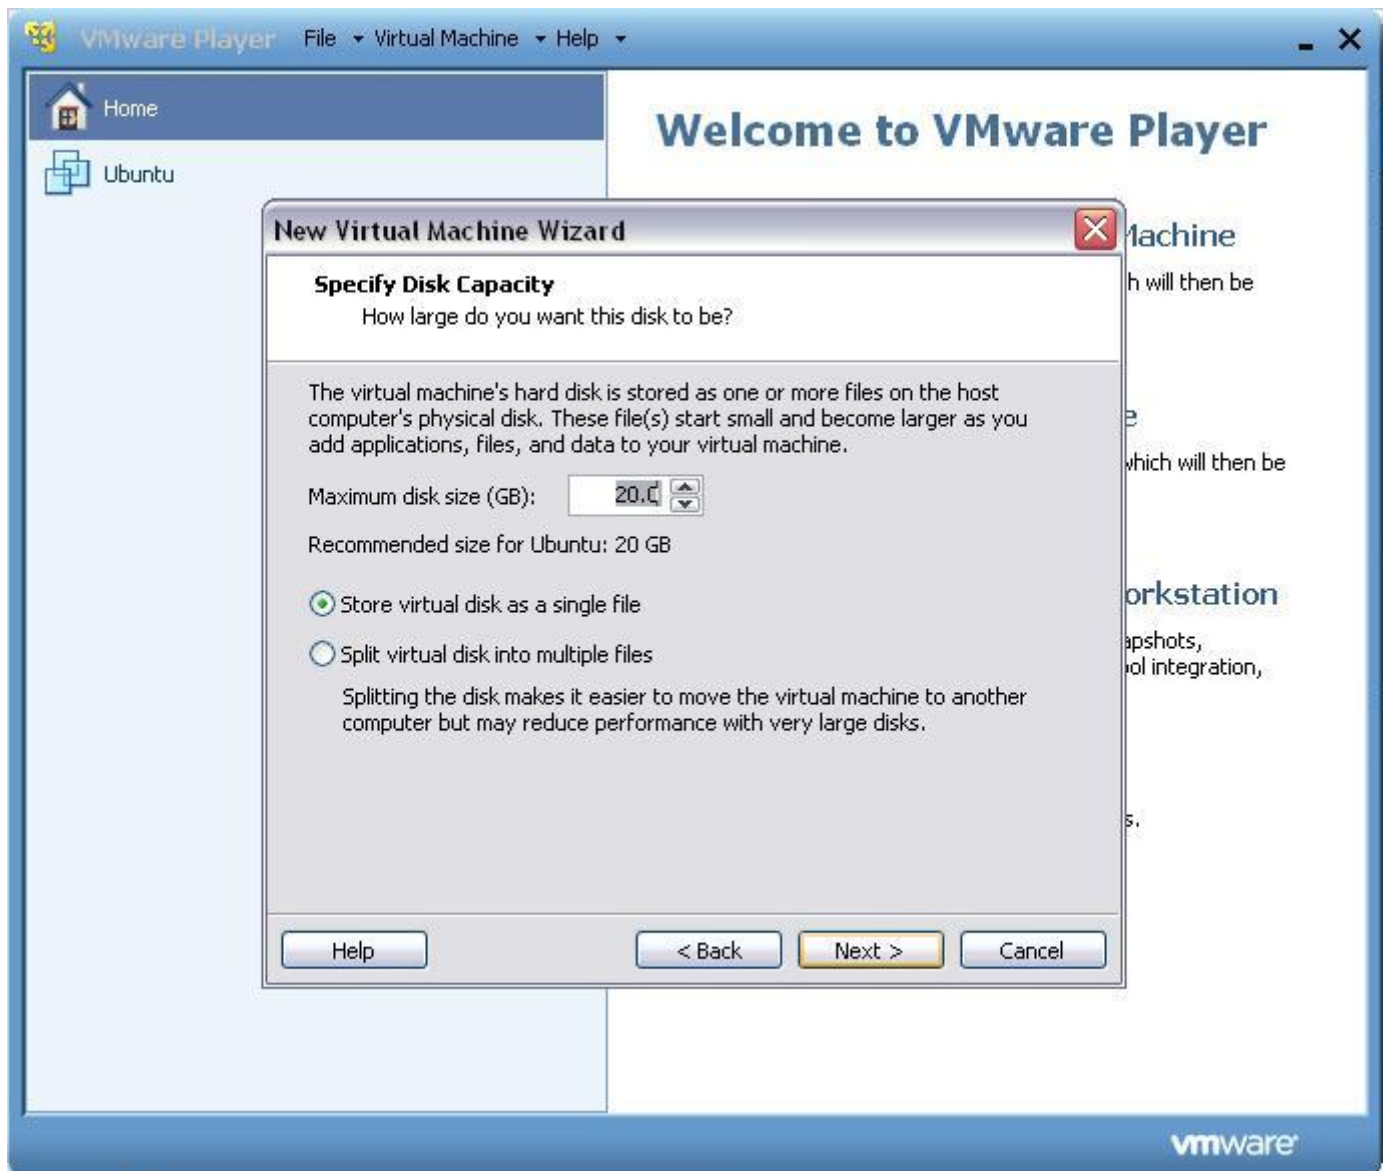 VMware Player File Virtual Machine Help
Home
Ubuntu
Welcome to VMware Player
New Virtual Machine Wizard
Machine
Specify Disk Capacity
How large do you want this disk to be?
h will then be
The virtual machine's hard disk is stored as one or more files on the host
computer's physical disk. These file(s) start small and become larger as you
add applications, files, and data to your virtual machine.
e
which will then be
Maximum disk size (GB): 20.0
Recommended size for Ubuntu: 20 GB
Store virtual disk as a single file
orkstation
Split virtual disk into multiple files
apshots,
ol integration,
Splitting the disk makes it easier to move the virtual machine to another
computer but may reduce performance with very large disks.
s.
Help < Back Next > Cancel
vmware